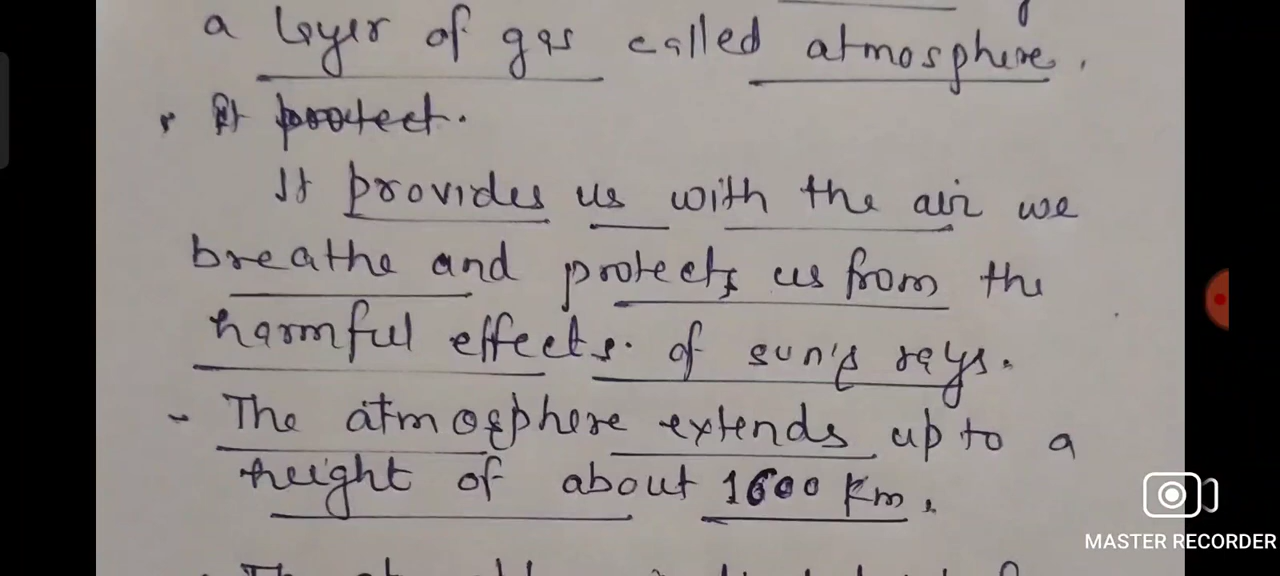 a layer of gas called atmosphere.
It protect.
It provides us with the air we
breathe and protects us from the
harmful effects. of sun's rays.
- The atmosphere extends up to a
height of about 1600 Km.
MASTER RECORDER